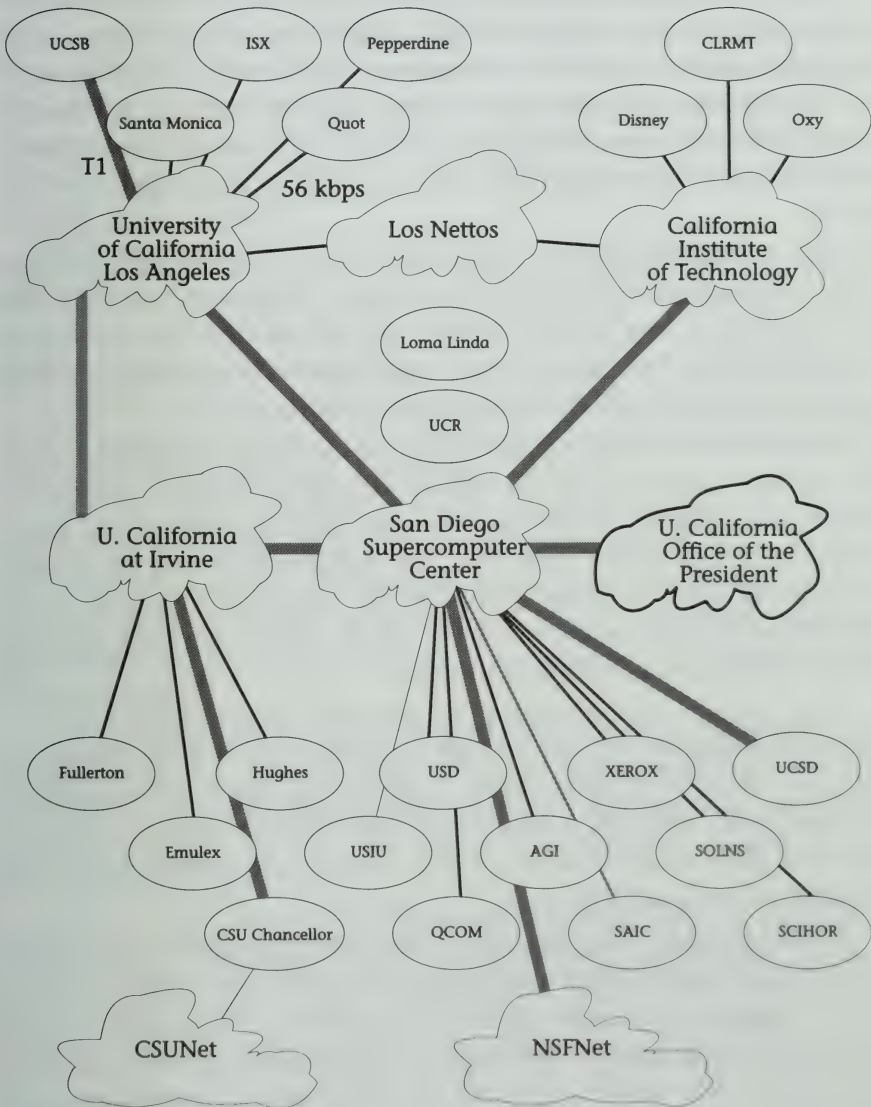 UCSB
ISX
Pepperdine
CLRMT
Santa Monica
Quot
Disney
Oxy
T1
56 kbps
University
of California
Los Angeles
Los Nettos
California
Institute
of Technology
Loma Linda
UCR
U. California
at Irvine
San Diego
Supercomputer
Center
U. California
Office of the
President
Fullerton
Hughes
USD
XEROX
UCSD
Emulex
USIU
AGI
SOLNS
CSU Chancellor
QCOM
SAIC
SCIHOR
CSUNet
NSFNet